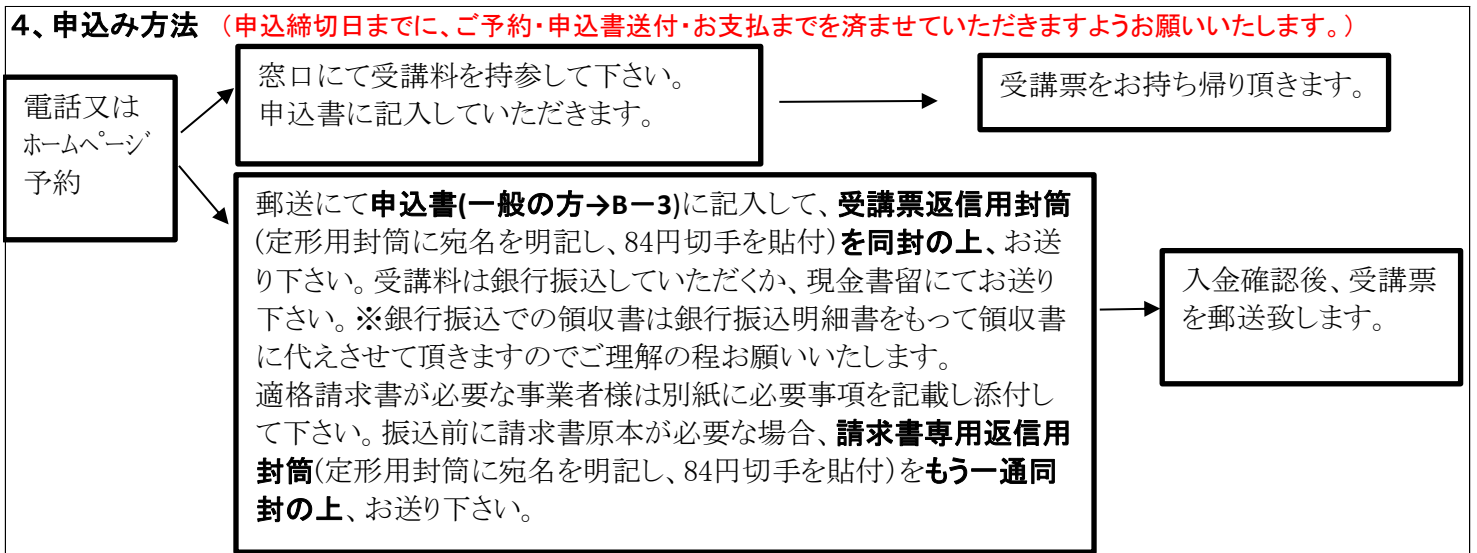 ４、申込み方法　（申込締切日までに、ご予約・申込書送付・お支払までを済ませていただきますようお願いいたします。）
電話又は
ﾎｰﾑﾍﾟｰｼﾞ
予約
窓口にて受講料を持参して下さい。
申込書に記入していただきます。
受講票をお持ち帰り頂きます。
郵送にて申込書(一般の方→B－3)に記入して、受講票返信用封筒
(定形用封筒に宛名を明記し、84円切手を貼付)を同封の上、お送
り下さい。受講料は銀行振込していただくか、現金書留にてお送り
下さい。※銀行振込での領収書は銀行振込明細書をもって領収書
に代えさせて頂きますのでご理解の程お願いいたします。
適格請求書が必要な事業者様は別紙に必要事項を記載し添付し
て下さい。振込前に請求書原本が必要な場合、請求書専用返信用
封筒(定形用封筒に宛名を明記し、84円切手を貼付)をもう一通同
封の上、お送り下さい。
入金確認後、受講票
を郵送致します。